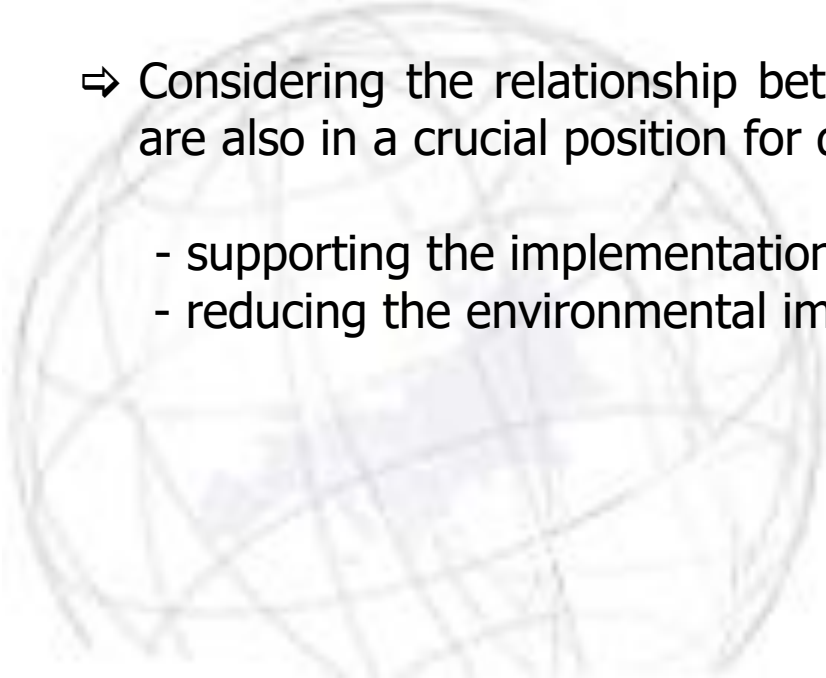 ⇨ Considering the relationship bet
are also in a crucial position for
- supporting the implementation
- reducing the environmental im